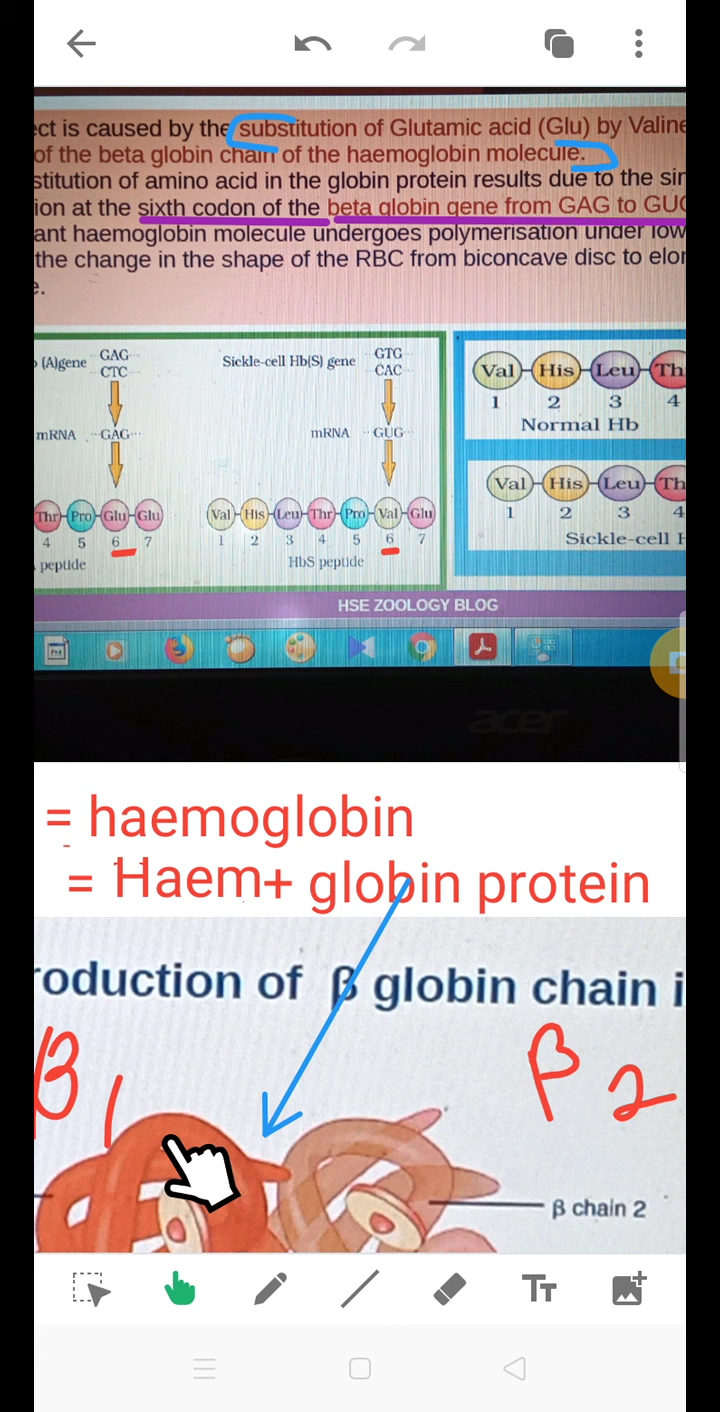 ect is caused by the substitution of Glutamic acid (Glu) by Valine
of the beta globin chain of the haemoglobin molecule.
stitution of amino acid in the globin protein results due to the sin
ion at the sixth codon of the beta globin gene from GAG to GUG
ant haemoglobin molecule undergoes polymerisation under low
the change in the shape of the RBC from biconcave disc to elon
e.
(A)gene GAG Sickle-cell Hb(S) gene GTG
CTC CAC
mRNA ··GAG··· mRNA ··GUG··
Thr Pro Glu Glu Val His Leu Thr Pro Val Glu
4 5 6 7 1 2 3 4 5 6 7
peptide HbS peptide
Val His Leu Th
1 2 3 4
Normal Hb
Val His Leu Th
1 2 3 4
Sickle-cell H
HSE ZOOLOGY BLOG
acer
= haemoglobin
= Haem+ globin protein
roduction of β globin chain i
β1 β2
β chain 2
TT